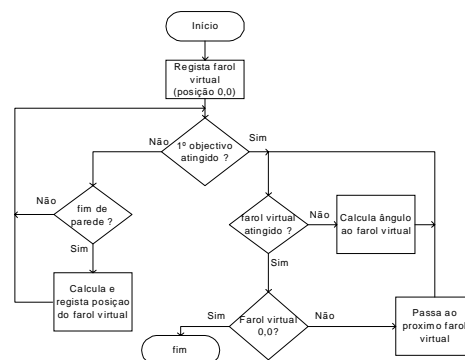 Início
Regista farol
virtual
(posição 0,0)
1º objectivo
atingido ?
Não
Sim
Não
fim de
parede ?
Sim
Calcula e
regista posiçao
do farol virtual
farol virtual
atingido ?
Não
Calcula ângulo
ao farol virtual
Sim
Farol virtual
0,0?
Sim
Não
Passa ao
proximo farol
virtual
fim